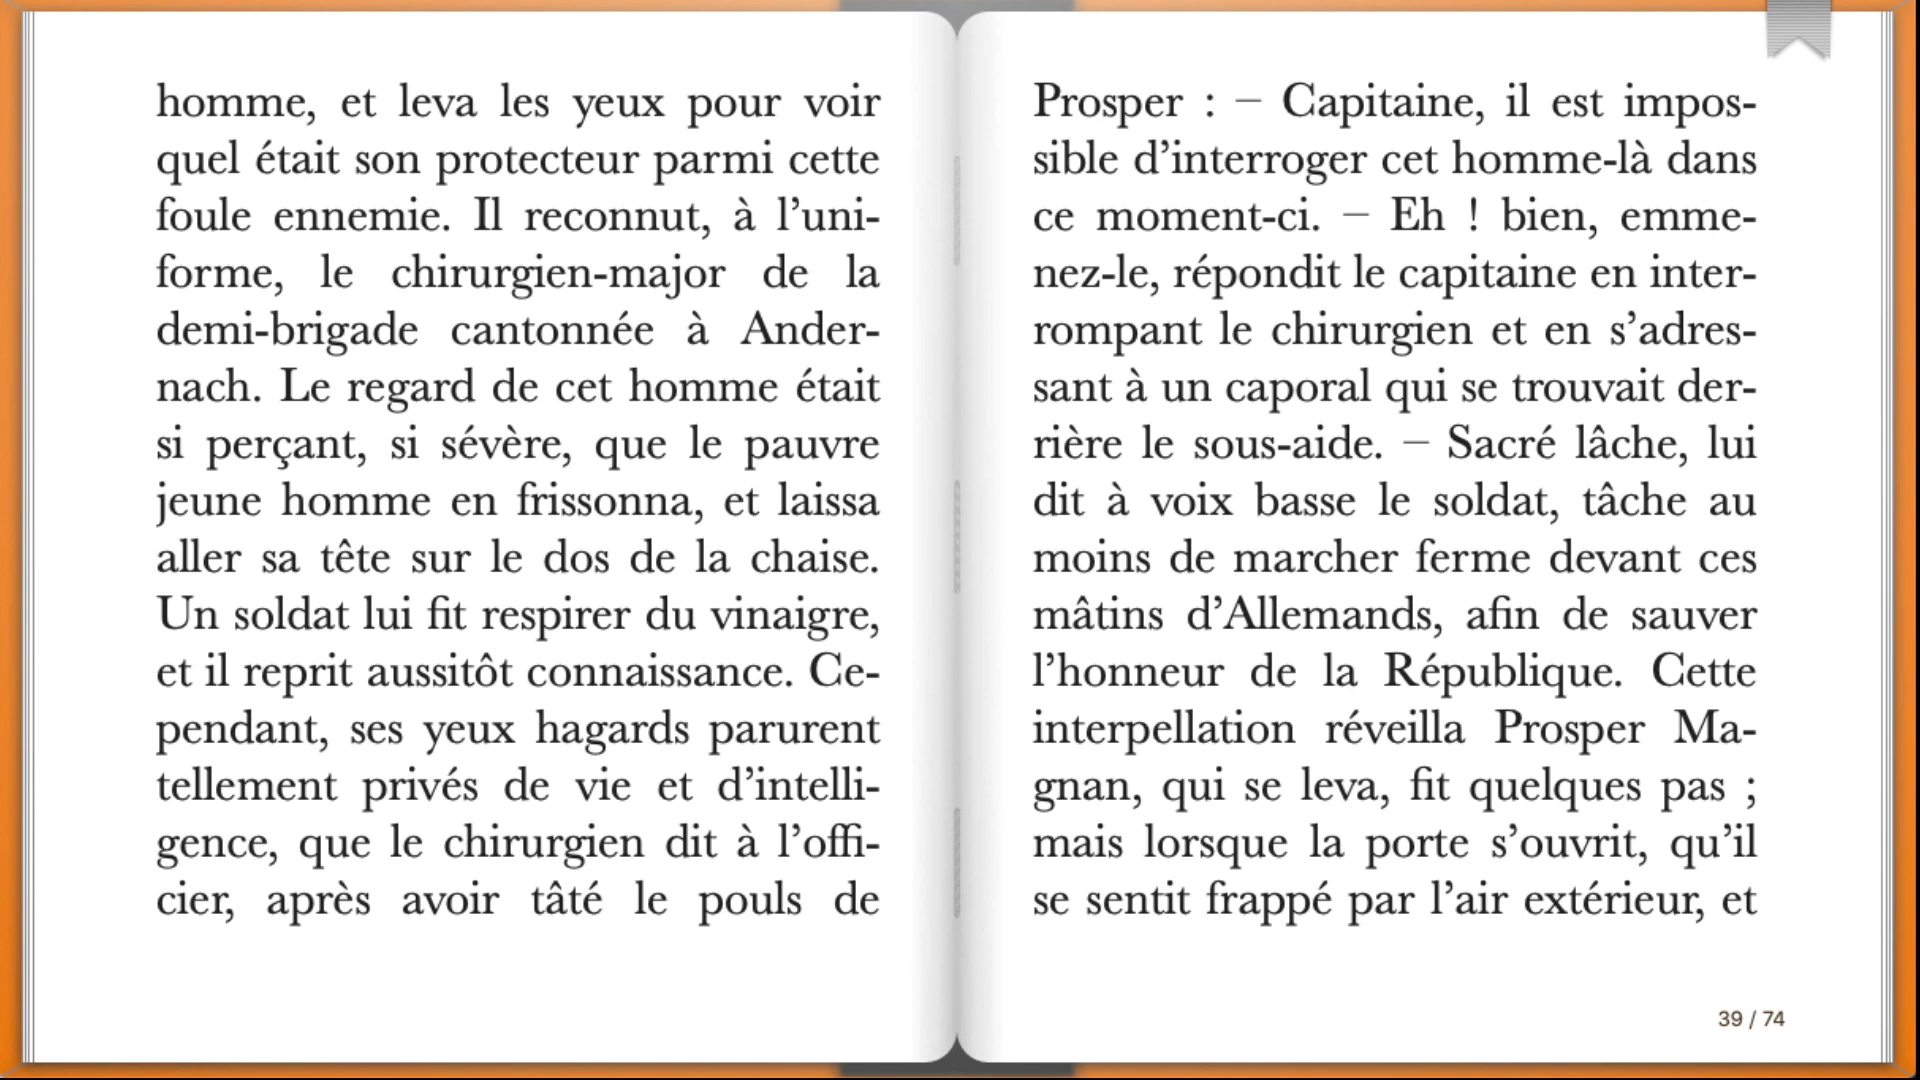 homme, et leva les yeux pour voir
quel était son protecteur parmi cette
foule ennemie. Il reconnut, à l’uni-
forme, le chirurgien-major de la
demi-brigade cantonnée à Ander-
nach. Le regard de cet homme était
si perçant, si sévère, que le pauvre
jeune homme en frissonna, et laissa
aller sa tête sur le dos de la chaise.
Un soldat lui fit respirer du vinaigre,
et il reprit aussitôt connaissance. Ce-
pendant, ses yeux hagards parurent
tellement privés de vie et d’intelli-
gence, que le chirurgien dit à l’offi-
cier, après avoir tâté le pouls de
Prosper : – Capitaine, il est impos-
sible d’interroger cet homme-là dans
ce moment-ci. – Eh ! bien, emme-
nez-le, répondit le capitaine en inter-
rompant le chirurgien et en s’adres-
sant à un caporal qui se trouvait der-
rière le sous-aide. – Sacré lâche, lui
dit à voix basse le soldat, tâche au
moins de marcher ferme devant ces
mâtins d’Allemands, afin de sauver
l’honneur de la République. Cette
interpellation réveilla Prosper Ma-
gnan, qui se leva, fit quelques pas ;
mais lorsque la porte s’ouvrit, qu’il
se sentit frappé par l’air extérieur, et
39 / 74